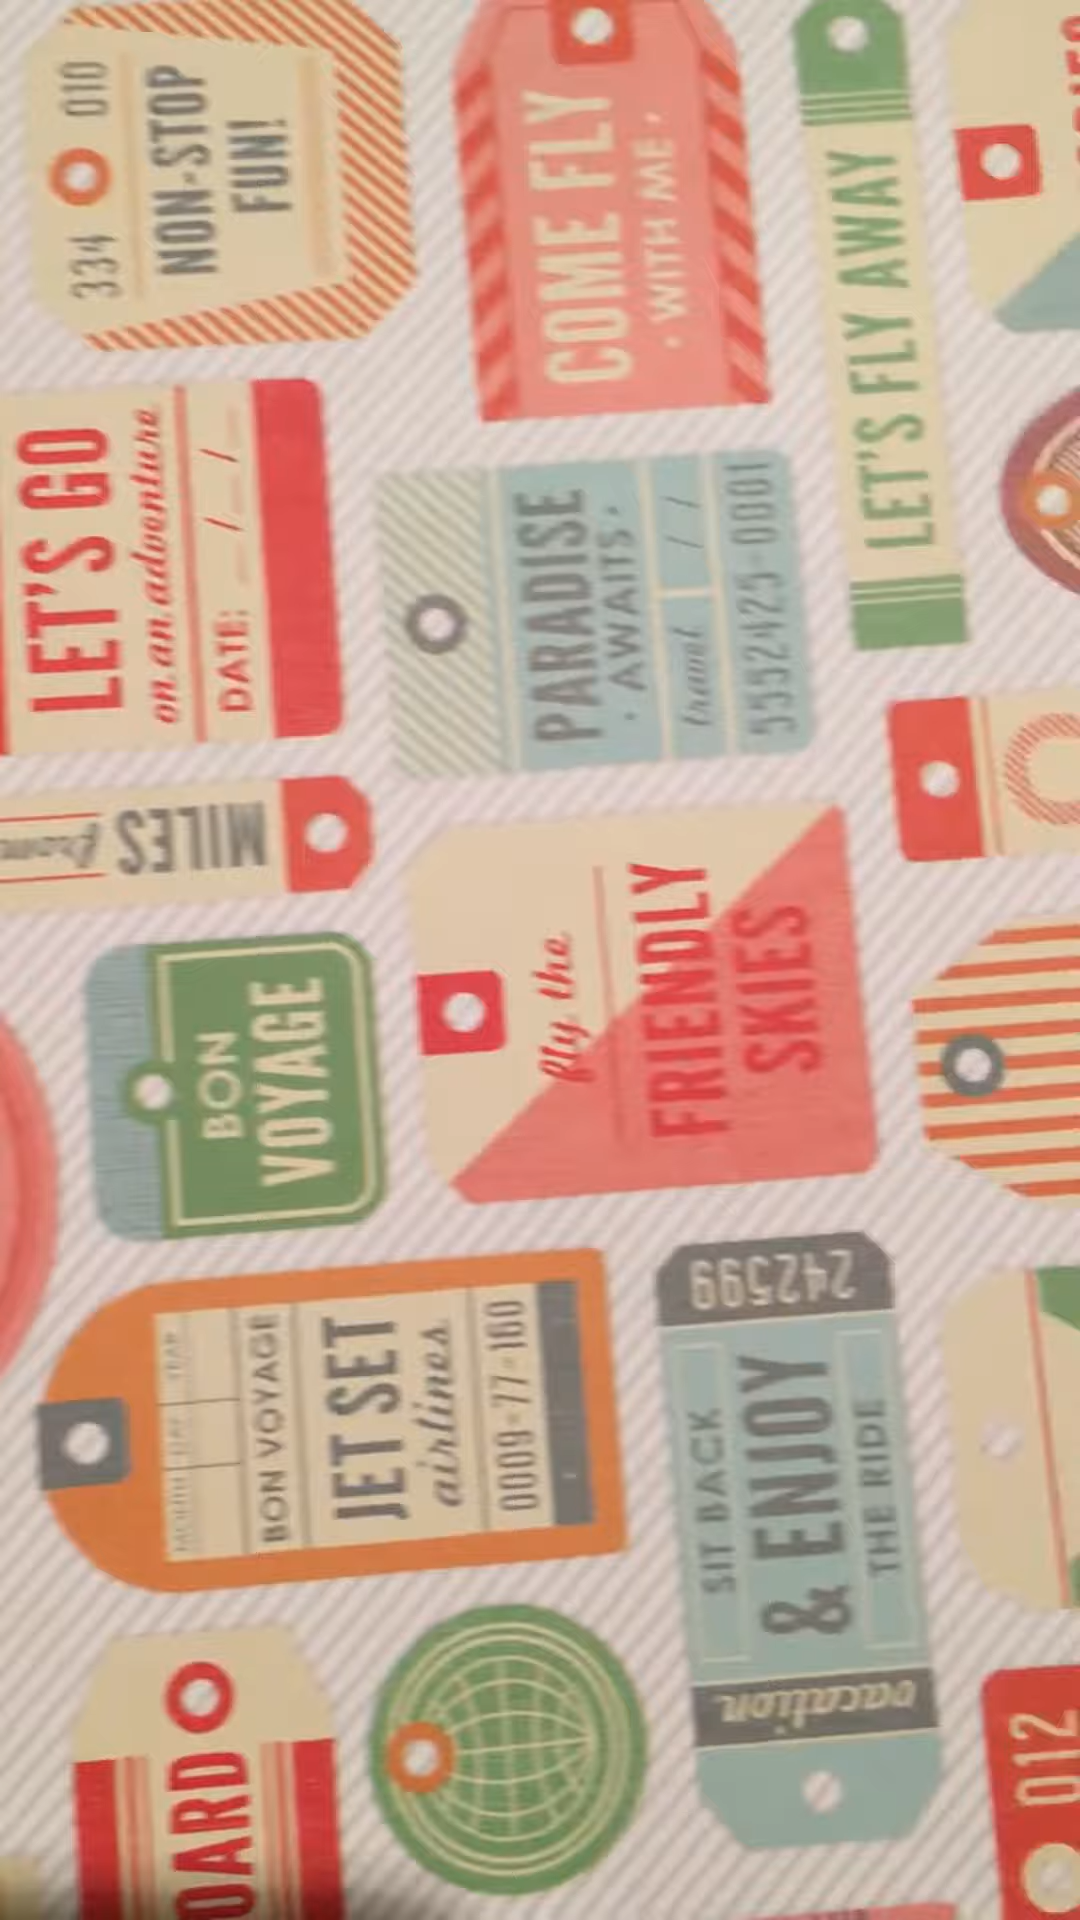 334 010
NON-STOP
FUN!
COME FLY
• WITH ME •
LET'S FLY AWAY
LET'S GO
on an adventure
DATE: / /
PARADISE
• AWAITS •
travel / /
5552425-0001
MILES from
BON
VOYAGE
fly the
FRIENDLY
SKIES
BON VOYAGE
JET SET
airlines
0009-77-160
242599
SIT BACK
& ENJOY
THE RIDE
vacation
OARD
012